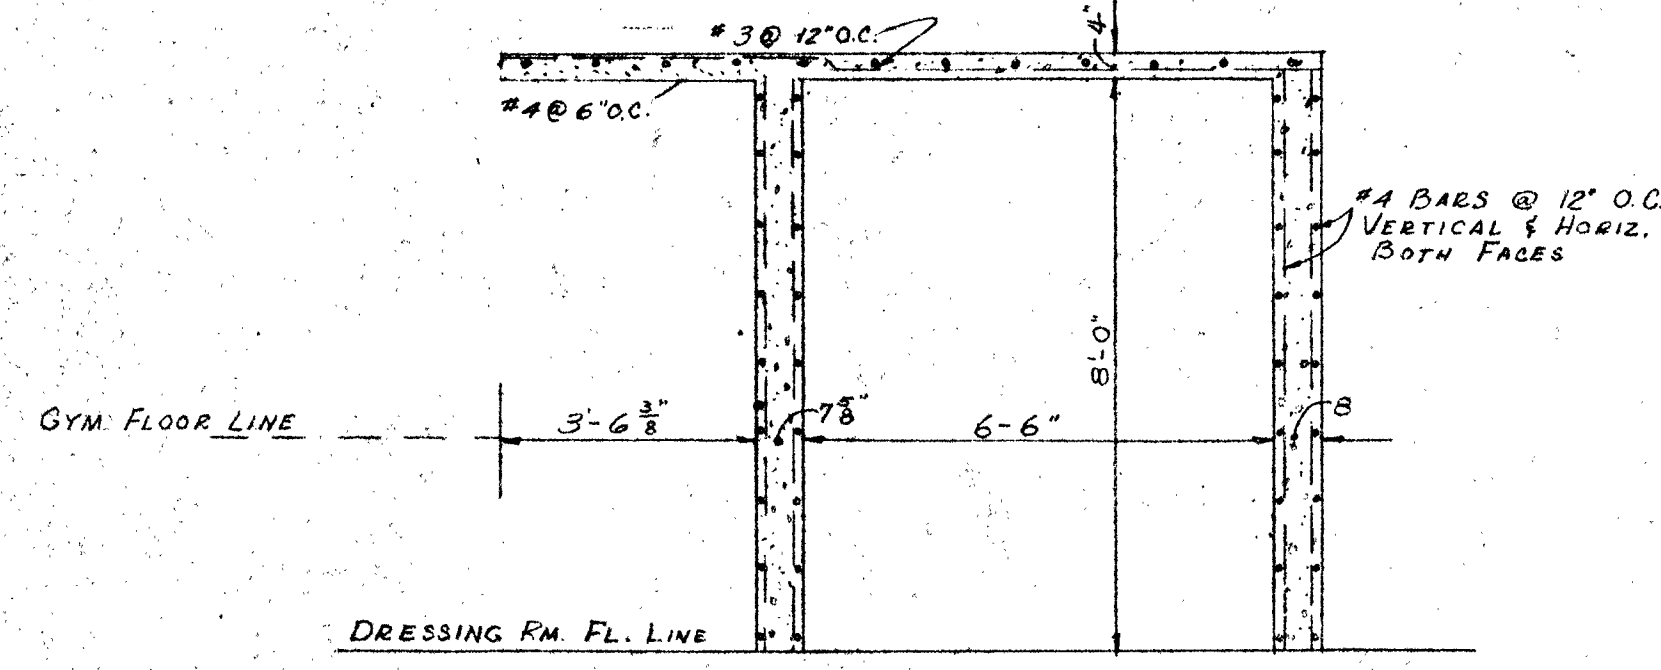 #3 @ 12" O.C.
4"
#4 @ 6" O.C.
#4 BARS @ 12" O.C.
VERTICAL & HORIZ.
BOTH FACES
8'-0"
GYM FLOOR LINE
3'-6 3/8"
7 5/8"
6-6"
8
DRESSING RM. FL. LINE